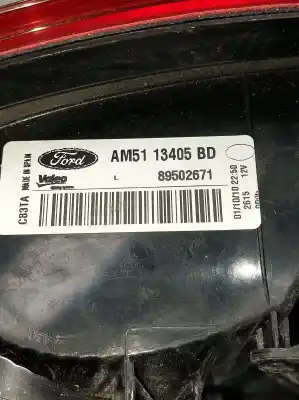 Ford
AM51 13405 BD
Valeo
L
89502671
MADE IN SPAIN
C83TA
01/10/10 22:50
2615 12V